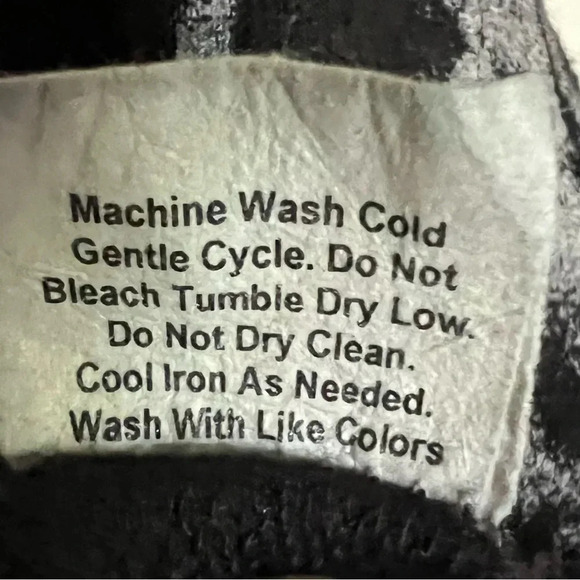 Machine Wash Cold
Gentle Cycle. Do Not
Bleach Tumble Dry Low.
Do Not Dry Clean.
Cool Iron As Needed.
Wash With Like Colors